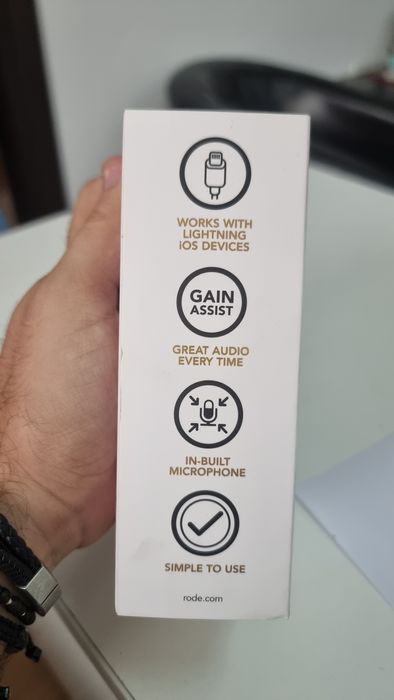 WORKS WITH
LIGHTNING
iOS DEVICES
GAIN
ASSIST
GREAT AUDIO
EVERY TIME
IN-BUILT
MICROPHONE
SIMPLE TO USE
rode.com